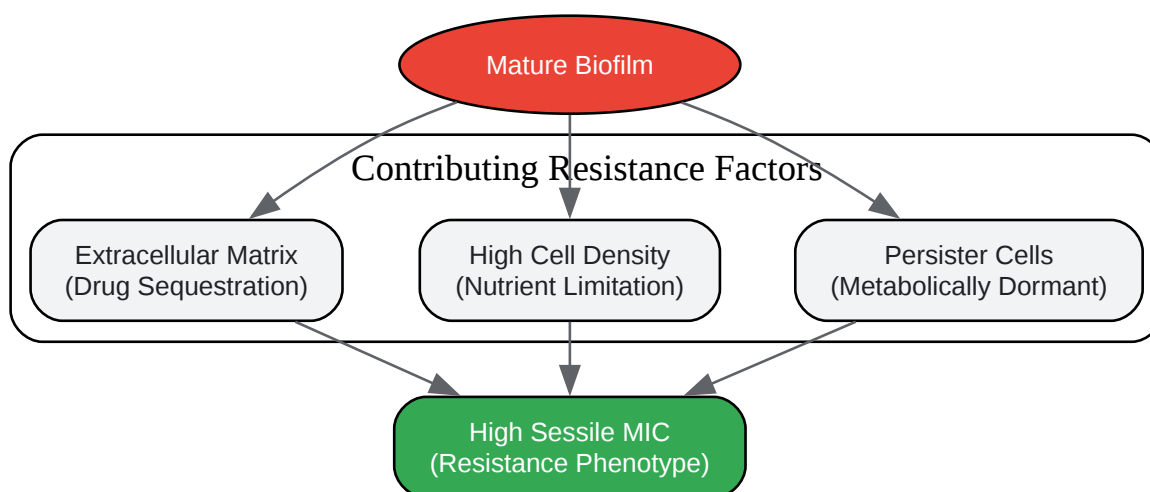 Mature Biofilm
Contributing Resistance Factors
Extracellular Matrix
(Drug Sequestration)
High Cell Density
(Nutrient Limitation)
Persister Cells
(Metabolically Dormant)
High Sessile MIC
(Resistance Phenotype)